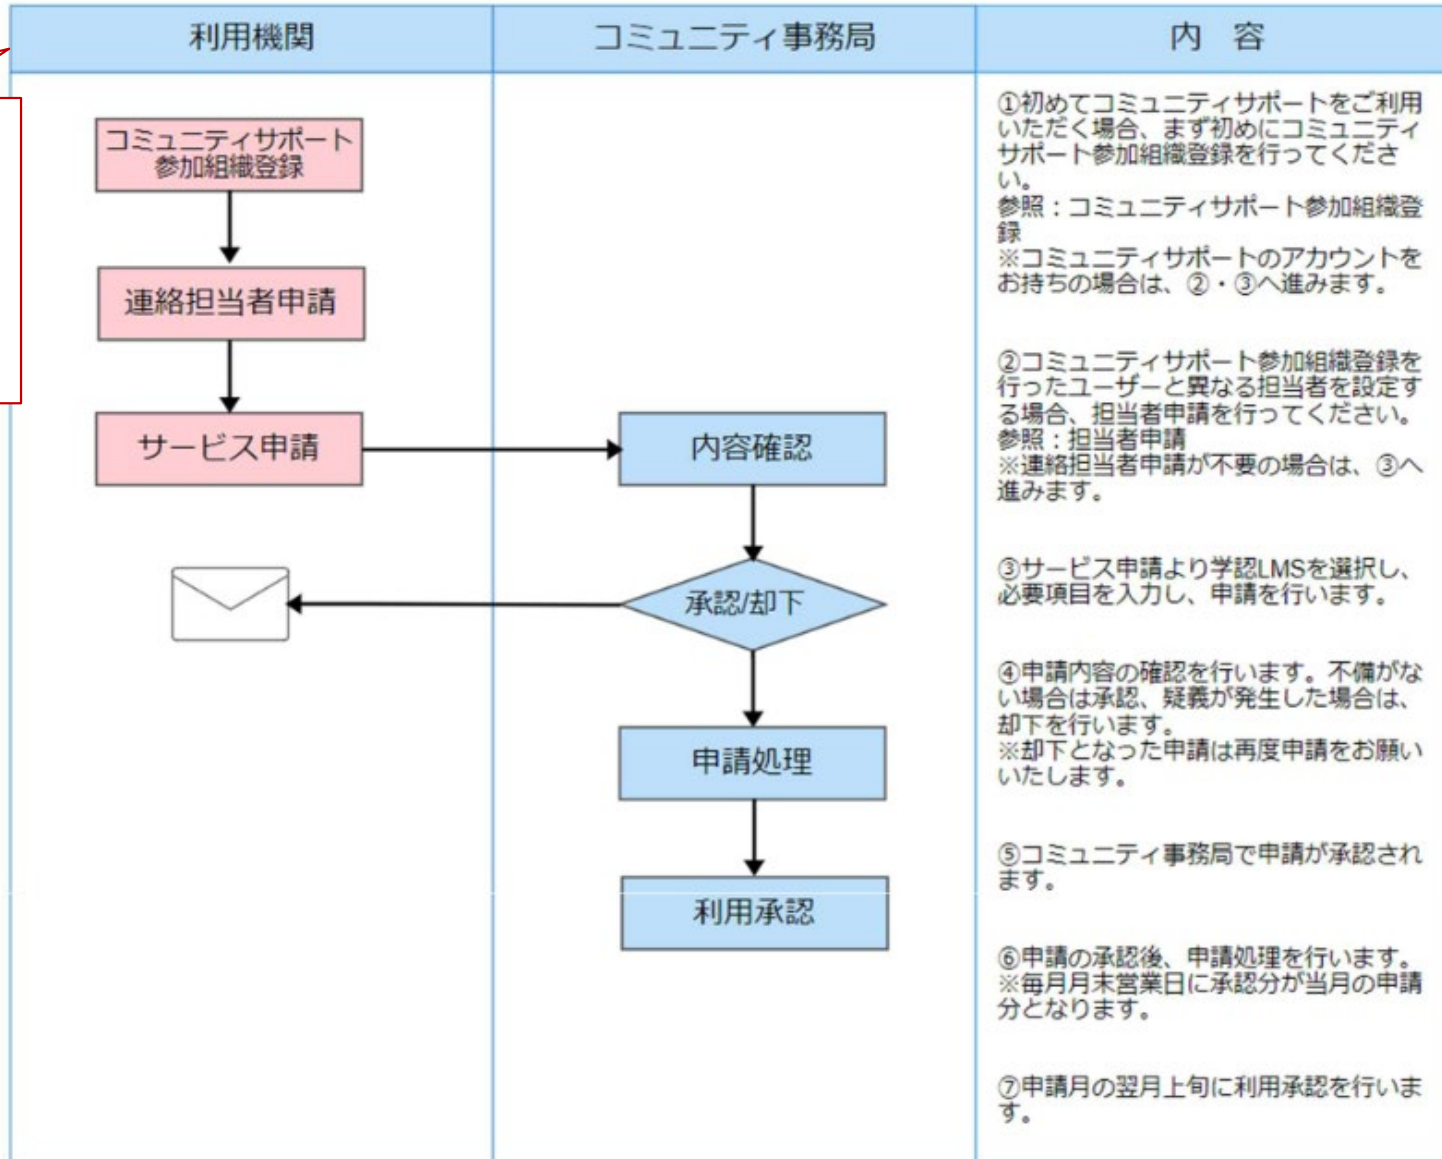 利用機関
コミュニティ事務局
内　容
コミュニティサポート
参加組織登録
連絡担当者申請
サービス申請
内容確認
承認/却下
申請処理
利用承認
①初めてコミュニティサポートをご利用
いただく場合、まず初めにコミュニティ
サポート参加組織登録を行ってくださ
い。
参照：コミュニティサポート参加組織登
録
※コミュニティサポートのアカウントを
お持ちの場合は、②・③へ進みます。
②コミュニティサポート参加組織登録を
行ったユーザーと異なる担当者を設定す
る場合、担当者申請を行ってください。
参照：担当者申請
※連絡担当者申請が不要の場合は、③へ
進みます。
③サービス申請より学認LMSを選択し、
必要項目を入力し、申請を行います。
④申請内容の確認を行います。不備がな
い場合は承認、疑義が発生した場合は、
却下を行います。
※却下となった申請は再度申請をお願い
いたします。
⑤コミュニティ事務局で申請が承認され
ます。
⑥申請の承認後、申請処理を行います。
※毎月月末営業日に承認分が当月の申請
分となります。
⑦申請月の翌月上旬に利用承認を行いま
す。